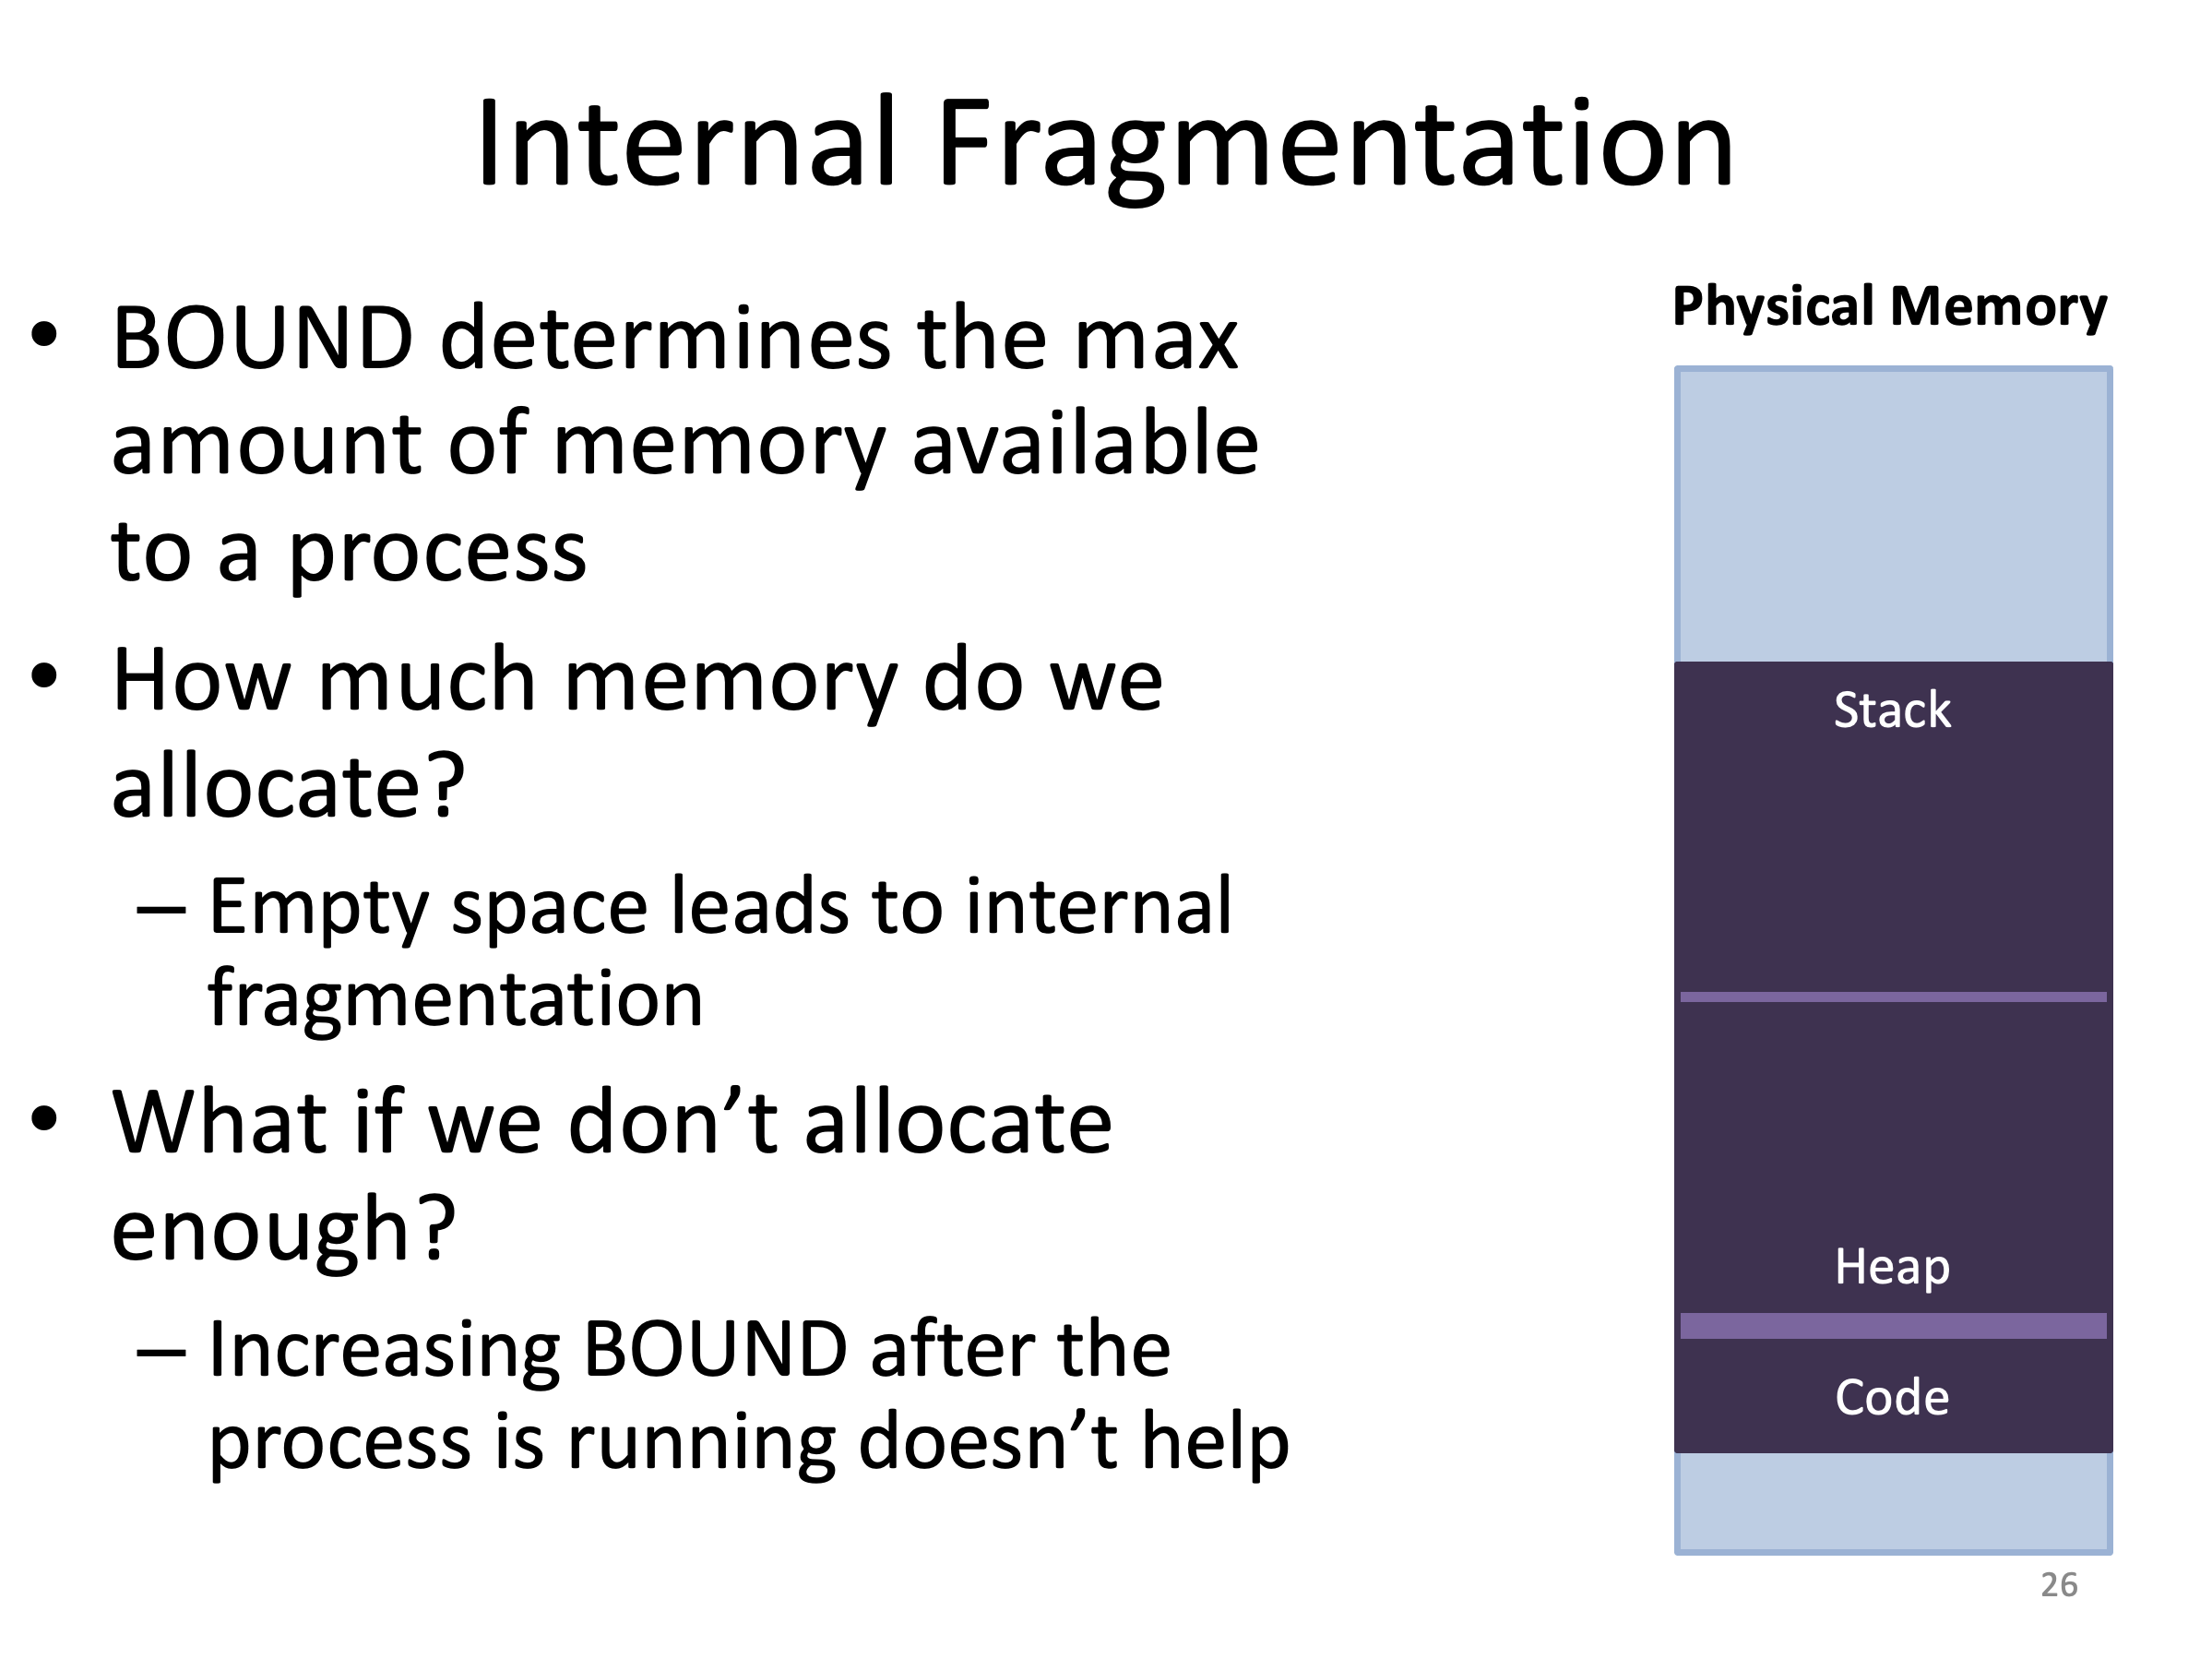 Internal Fragmentation
• BOUND determines the max
amount of memory available
to a process
• How much memory do we
allocate?
– Empty space leads to internal
fragmentation
• What if we don’t allocate
enough?
– Increasing BOUND after the
process is running doesn’t help
Physical Memory
Stack
Heap
Code
26